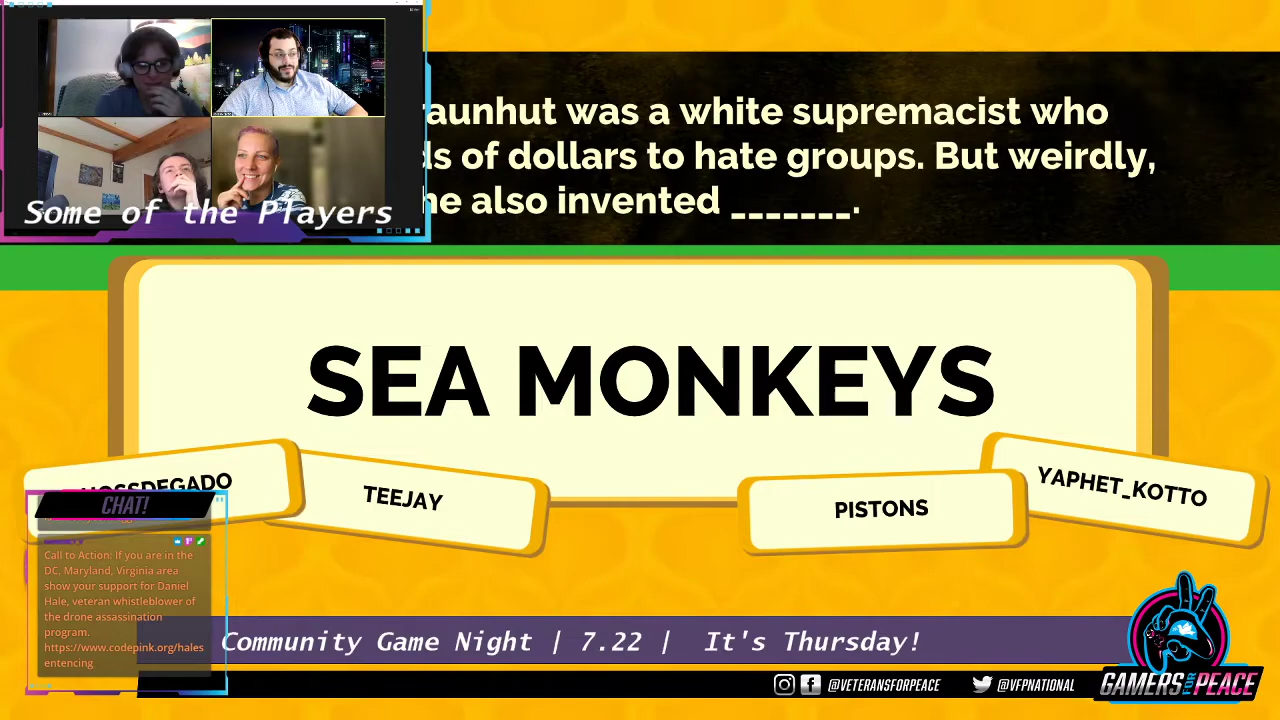 aunhut was a white supremacist who
ds of dollars to hate groups. But weirdly,
he also invented _______.
Some of the Players
SEA MONKEYS
HOSSDEGADO
TEEJAY
PISTONS
YAPHET_KOTTO
CHAT!
Call to Action: If you are in the
DC, Maryland, Virginia area
show your support for Daniel
Hale, veteran whistleblower of
the drone assassination
program.
https://www.codepink.org/hales
entencing
Community Game Night | 7.22 | It's Thursday!
@VETERANSFORPEACE
@VFPNATIONAL
GAMERS FOR PEACE